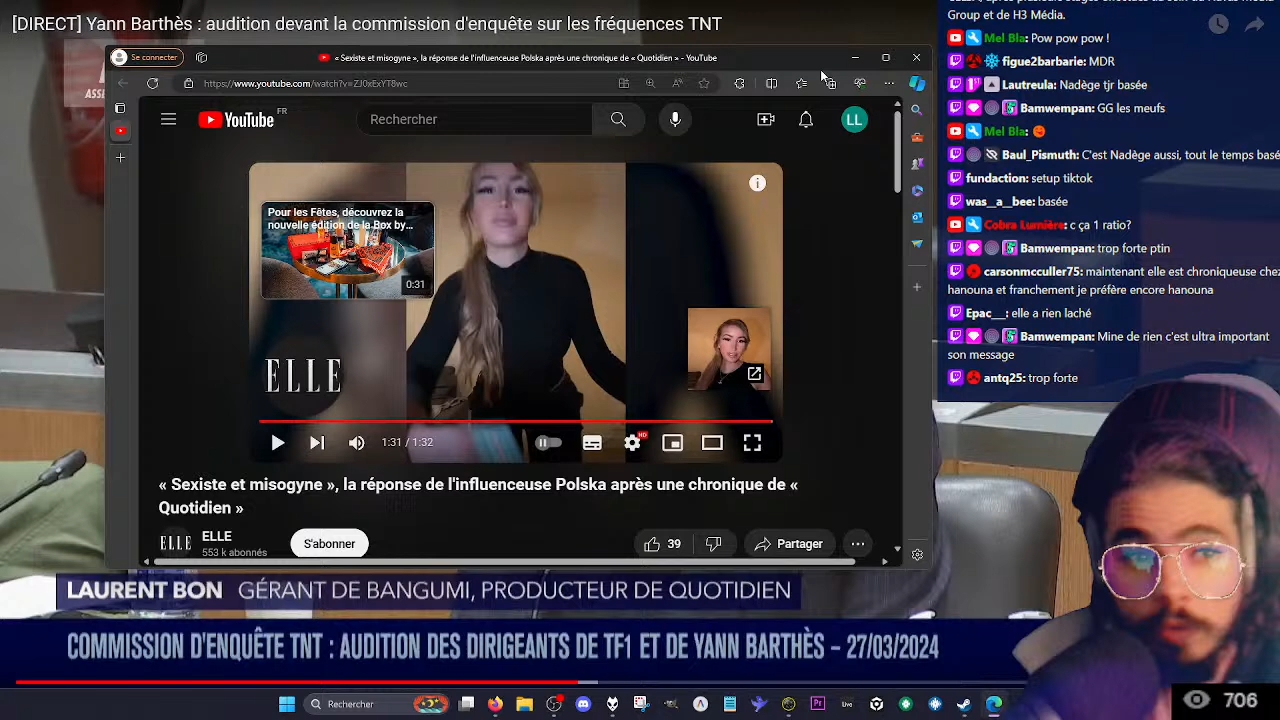 [DIRECT] Yann Barthès : audition devant la commission d'enquête sur les fréquences TNT
ASSE
Se connecter
« Sexiste et misogyne », la réponse de l'influenceuse Polska après une chronique de « Quotidien » - YouTube
https://www.youtube.com/watch?v=ZJ0xExYT8wc
YouTube FR
Rechercher
LL
Pour les Fêtes, découvrez la
nouvelle édition de la Box by...
0:31
ELLE
1:31 / 1:32
HD
« Sexiste et misogyne », la réponse de l'influenceuse Polska après une chronique de «
Quotidien »
ELLE
ELLE
553 k abonnés
S'abonner
39
Partager
LAURENT BON GÉRANT DE BANGUMI, PRODUCTEUR DE QUOTIDIEN
COMMISSION D'ENQUÊTE TNT : AUDITION DES DIRIGEANTS DE TF1 ET DE YANN BARTHÈS – 27/03/2024
Group et de H3 Média.
Mel Bla: Pow pow pow !
figue2barbarie: MDR
Lautreula: Nadège tjr basée
Bamwempan: GG les meufs
Mel Bla:
Baul_Pismuth: C'est Nadège aussi, tout le temps basé
fundaction: setup tiktok
was__a__bee: basée
Cobra Lumière: c ça 1 ratio?
Bamwempan: trop forte ptin
carsonmcculler75: maintenant elle est chroniqueuse chez
hanouna et franchement je préfère encore hanouna
Epac___: elle a rien laché
Bamwempan: Mine de rien c'est ultra important
son message
antq25: trop forte
Rechercher
Pr
Live
706